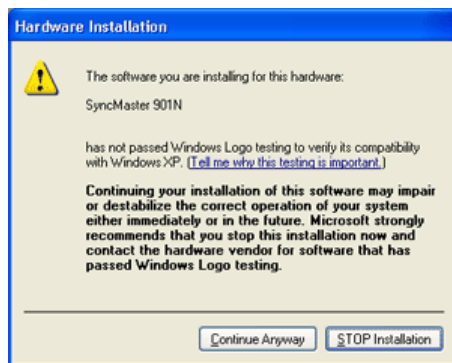 Hardware Installation
The software you are installing for this hardware:
SyncMaster 901N
has not passed Windows Logo testing to verify its compatibility
with Windows XP. (Tell me why this testing is important.)
Continuing your installation of this software may impair
or destabilize the correct operation of your system
either immediately or in the future. Microsoft strongly
recommends that you stop this installation now and
contact the hardware vendor for software that has
passed Windows Logo testing.
Continue Anyway STOP Installation